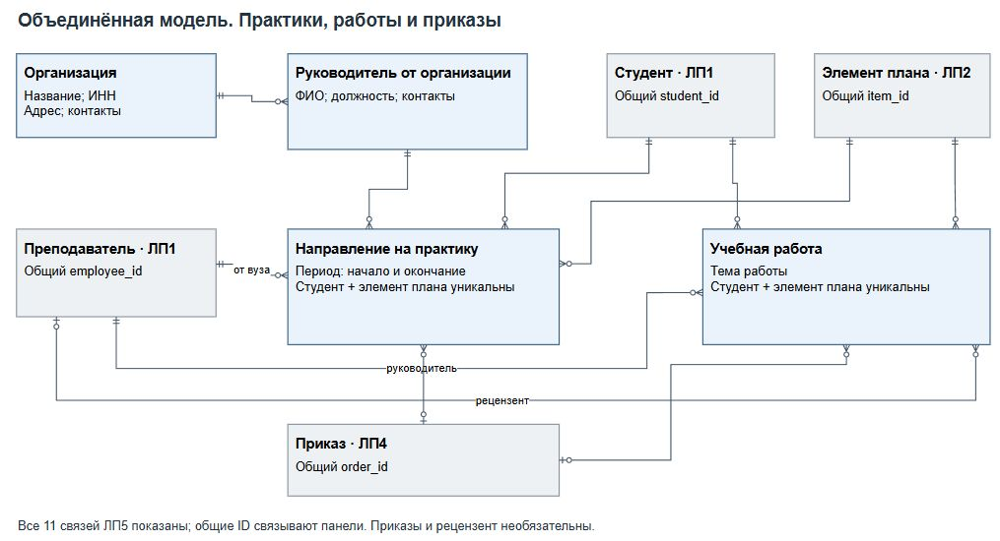 Объединённая модель. Практики, работы и приказы
Организация
Название; ИНН
Адрес; контакты
Руководитель от организации
ФИО; должность; контакты
Студент · ЛП1
Общий student_id
Элемент плана · ЛП2
Общий item_id
Преподаватель · ЛП1
Общий employee_id
от вуза
Направление на практику
Период: начало и окончание
Студент + элемент плана уникальны
Учебная работа
Тема работы
Студент + элемент плана уникальны
руководитель
рецензент
Приказ · ЛП4
Общий order_id
Все 11 связей ЛП5 показаны; общие ID связывают панели. Приказы и рецензент необязательны.